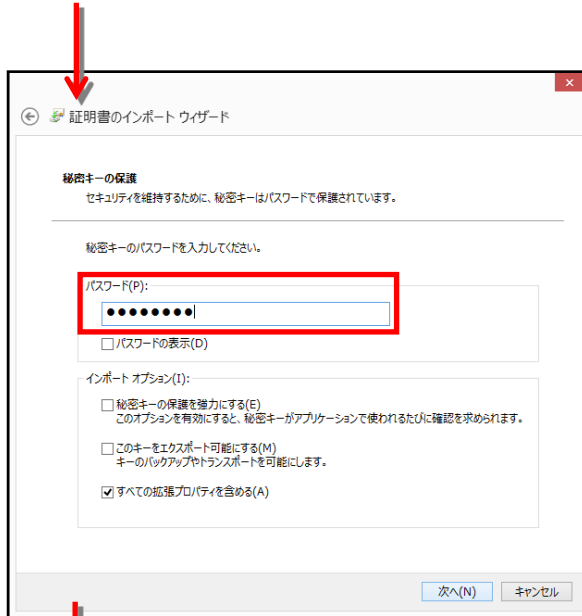 証明書のインポート ウィザード
秘密キーの保護
セキュリティを維持するために、秘密キーはパスワードで保護されています。
秘密キーのパスワードを入力してください。
パスワード(P):
●●●●●●●●
パスワードの表示(D)
インポート オプション(I):
秘密キーの保護を強力にする(E)
このオプションを有効にすると、秘密キーがアプリケーションで使われるたびに確認を求められます。
このキーをエクスポート可能にする(M)
キーのバックアップやトランスポートを可能にします。
すべての拡張プロパティを含める(A)
次へ(N) キャンセル